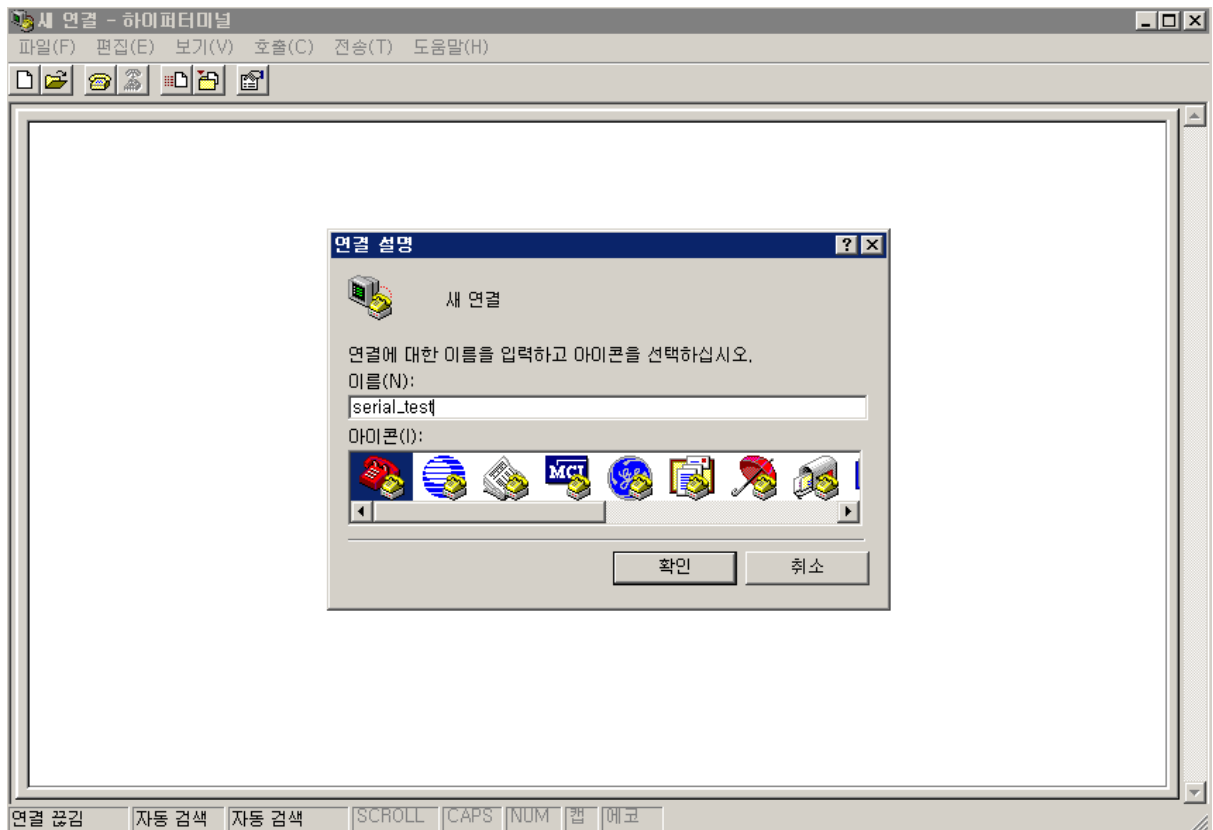 새 연결 - 하이퍼터미널
파일(F) 편집(E) 보기(V) 호출(C) 전송(T) 도움말(H)
연결 설명
새 연결
연결에 대한 이름을 입력하고 아이콘을 선택하십시오.
이름(N):
serial_test
아이콘(I):
MCI
확인 취소
연결 끊김 자동 검색 자동 검색 SCROLL CAPS NUM 캡 에코